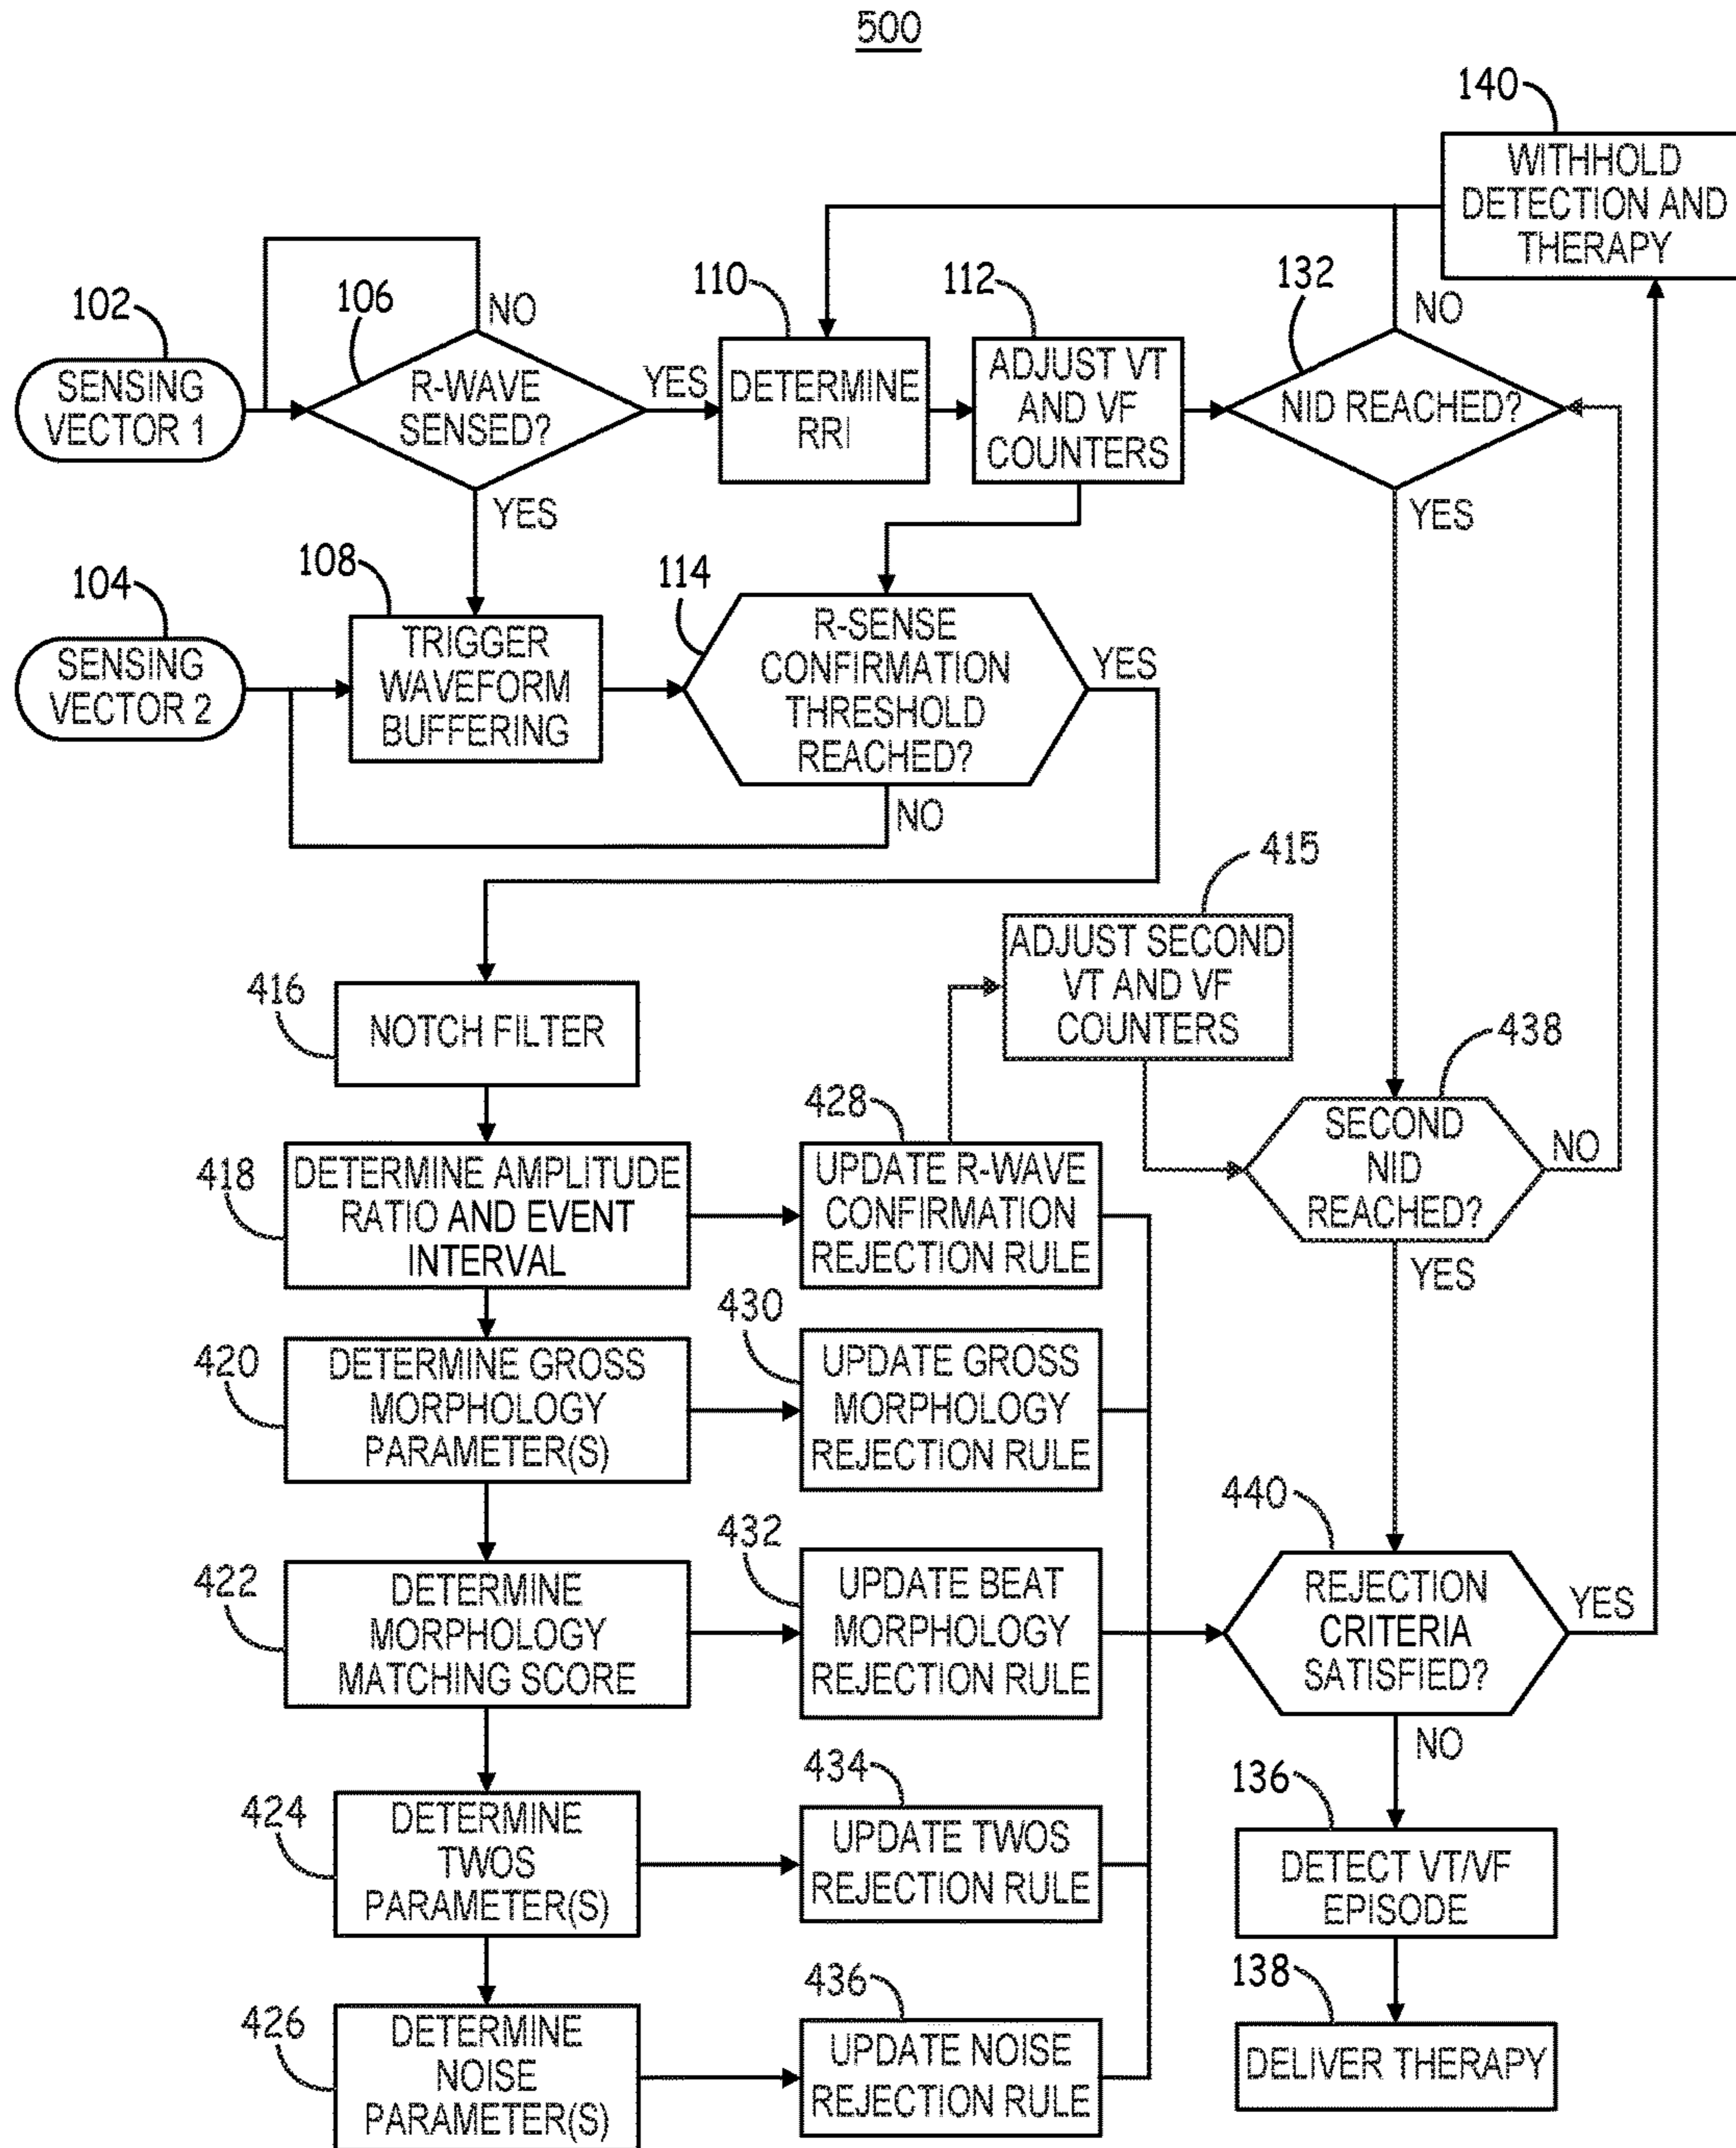 500
140
WITHHOLD
DETECTION AND
THERAPY
102
SENSING
VECTOR 1
106
NO
R-WAVE
SENSED?
YES
YES
110
DETERMINE
RRI
112
ADJUST VT
AND VF
COUNTERS
132
NO
NID REACHED?
YES
104
SENSING
VECTOR 2
108
TRIGGER
WAVEFORM
BUFFERING
114
R-SENSE
CONFIRMATION
THRESHOLD
REACHED?
YES
NO
415
ADJUST SECOND
VT AND VF
COUNTERS
416
NOTCH FILTER
438
SECOND
NID
REACHED?
NO
YES
418
DETERMINE AMPLITUDE
RATIO AND EVENT
INTERVAL
428
UPDATE R-WAVE
CONFIRMATION
REJECTION RULE
420
DETERMINE GROSS
MORPHOLOGY
PARAMETER(S)
430
UPDATE GROSS
MORPHOLOGY
REJECTION RULE
422
DETERMINE
MORPHOLOGY
MATCHING SCORE
432
UPDATE BEAT
MORPHOLOGY
REJECTION RULE
440
REJECTION
CRITERIA
SATISFIED?
YES
NO
424
DETERMINE
TWOS
PARAMETER(S)
434
UPDATE TWOS
REJECTION RULE
136
DETECT VT/VF
EPISODE
426
DETERMINE
NOISE
PARAMETER(S)
436
UPDATE NOISE
REJECTION RULE
138
DELIVER THERAPY